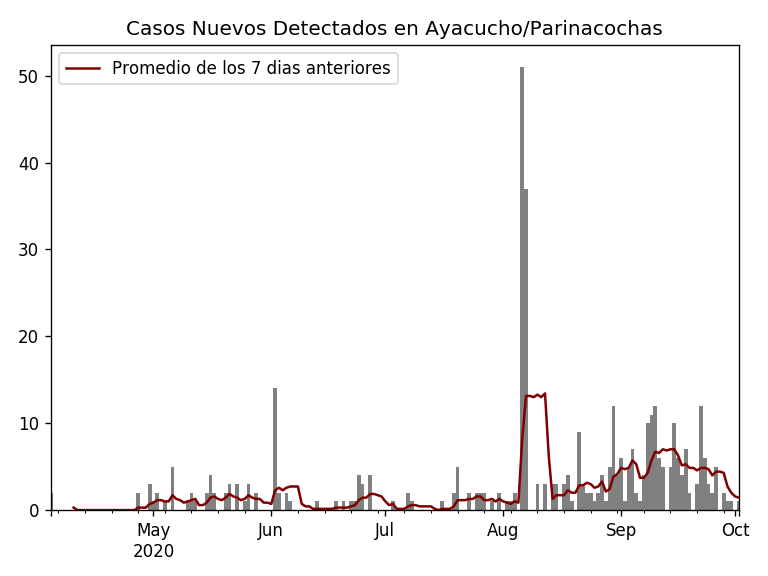 Casos Nuevos Detectados en Ayacucho/Parinacochas
Promedio de los 7 dias anteriores
50
40
30
20
10
0
May Jun Jul Aug Sep Oct
2020